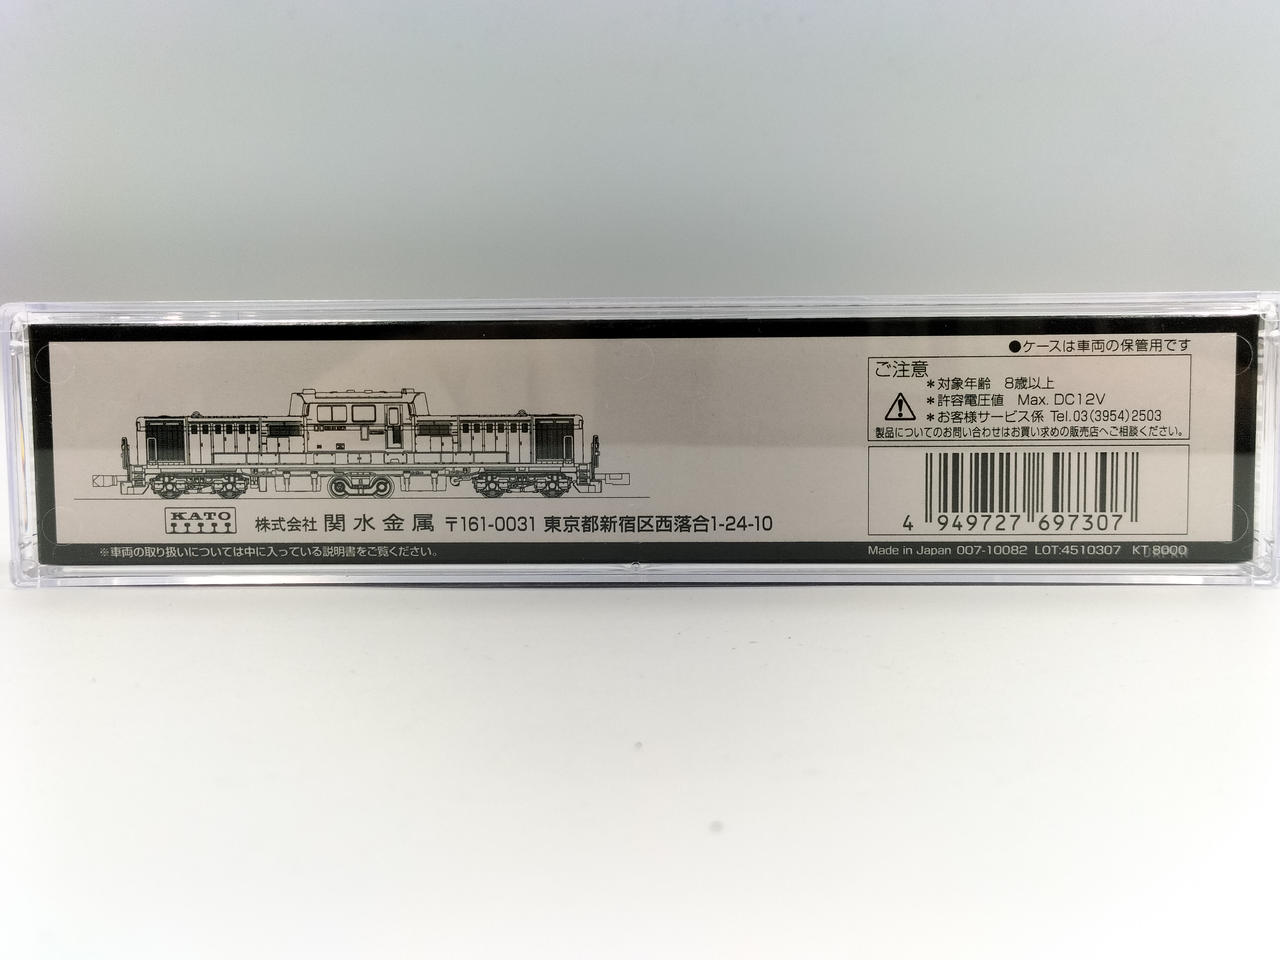 ●ケースは車両の保管用です
ご注意
＊対象年齢 8歳以上
＊許容電圧値 Max. DC12V
＊お客様サービス係 Tel.03(3954)2503
製品についてのお問い合わせはお買い求めの販売店へご相談ください。
4 949727 697307
KATO
株式会社 関水金属 〒161-0031 東京都新宿区西落合1-24-10
※車両の取り扱いについては中に入っている説明書をご覧ください。
Made in Japan 007-10082 LOT:4510307 KT 8000